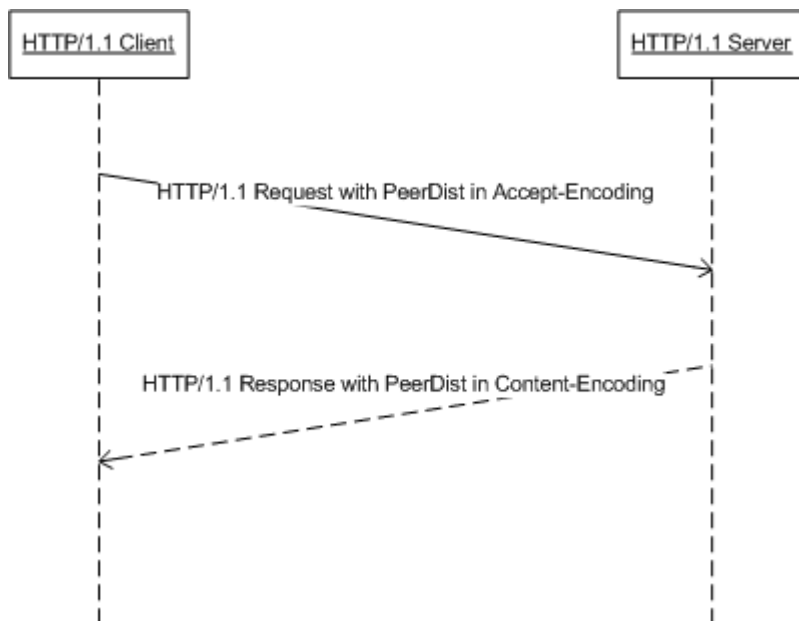 HTTP/1.1 Client
HTTP/1.1 Server
HTTP/1.1 Request with PeerDist in Accept-Encoding
HTTP/1.1 Response with PeerDist in Content-Encoding